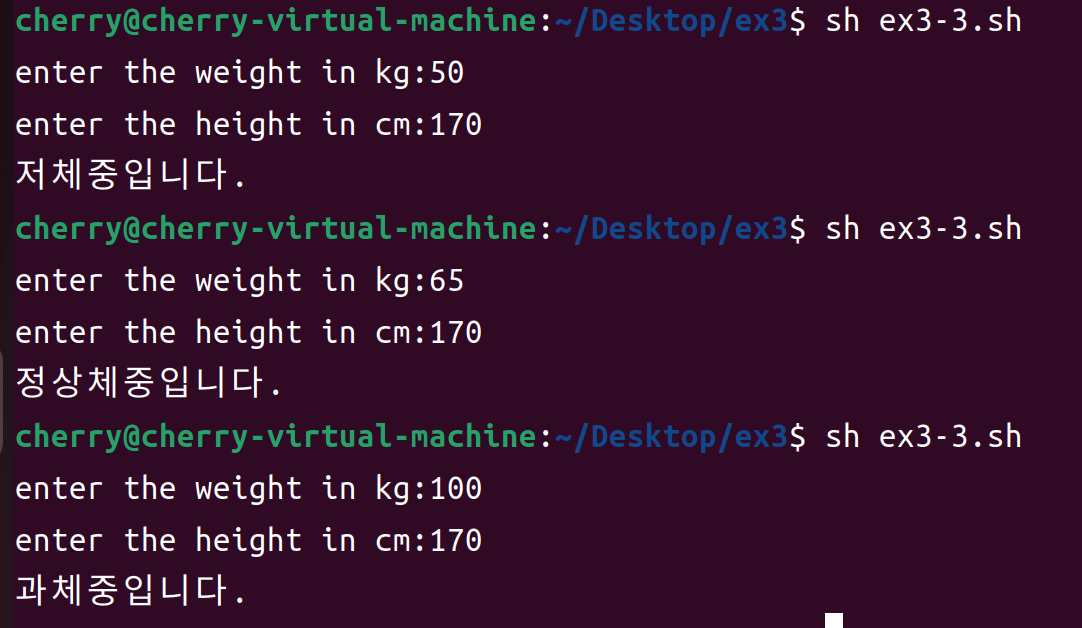 cherry@cherry-virtual-machine:~/Desktop/ex3$ sh ex3-3.sh
enter the weight in kg:50
enter the height in cm:170
저체중입니다.
cherry@cherry-virtual-machine:~/Desktop/ex3$ sh ex3-3.sh
enter the weight in kg:65
enter the height in cm:170
정상체중입니다.
cherry@cherry-virtual-machine:~/Desktop/ex3$ sh ex3-3.sh
enter the weight in kg:100
enter the height in cm:170
과체중입니다.